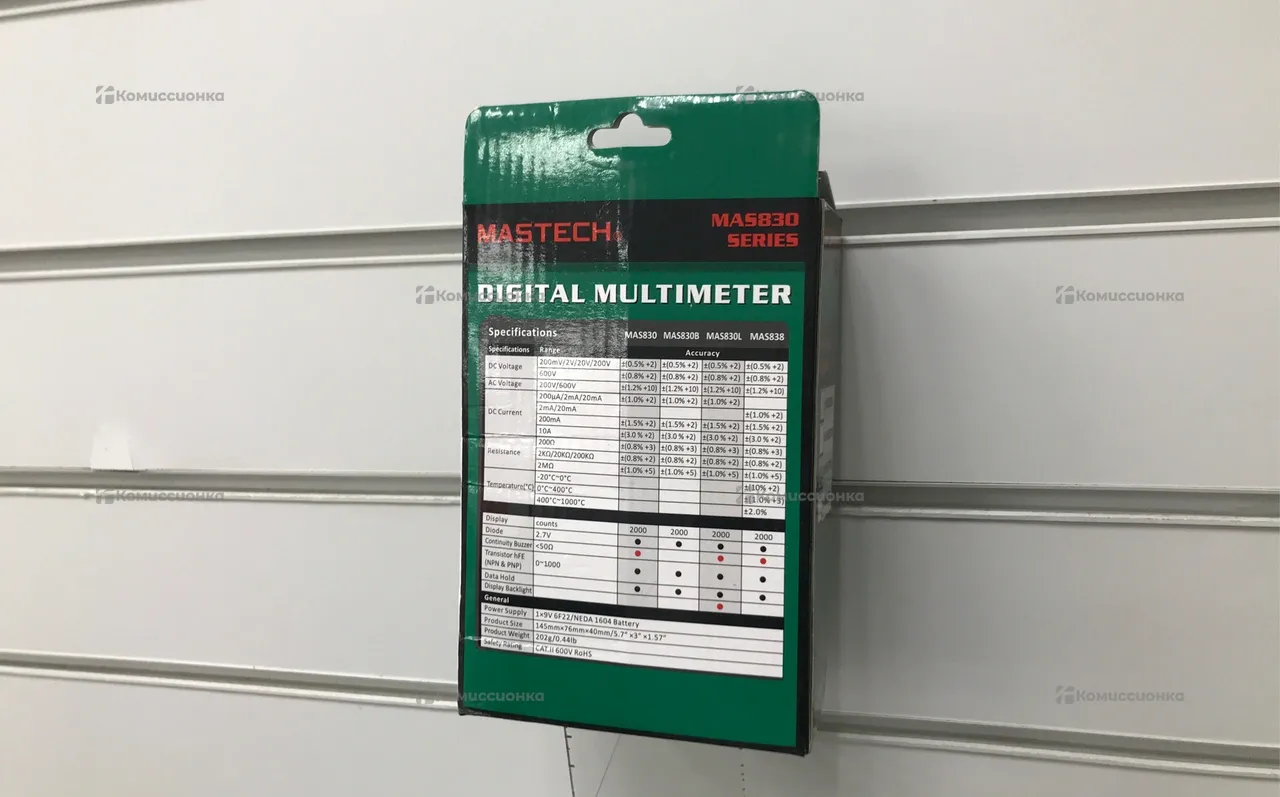 Комиссионка
Комиссионка
MASTECH
MAS830
SERIES
Комиссионка
DIGITAL MULTIMETER
Комиссионка
Specifications MAS830 MAS830B MAS830L MAS838
Specifications Range Accuracy
DC Voltage 200mV/2V/20V/200V ±(0.5% +2) ±(0.5% +2) ±(0.5% +2) ±(0.5% +2)
600V ±(0.8% +2) ±(0.8% +2) ±(0.8% +2) ±(0.8% +2)
AC Voltage 200V/600V ±(1.2% +10) ±(1.2% +10) ±(1.2% +10) ±(1.2% +10)
DC Current 200μA/2mA/20mA ±(1.0% +2) ±(1.0% +2) ±(1.0% +2)
2mA/20mA ±(1.0% +2)
200mA ±(1.5% +2) ±(1.5% +2) ±(1.5% +2) ±(1.5% +2)
10A ±(3.0 % +2) ±(3.0 % +2) ±(3.0 % +2) ±(3.0 % +2)
Resistance 200Ω ±(0.8% +3) ±(0.8% +3) ±(0.8% +3) ±(0.8% +3)
2KΩ/20KΩ/200KΩ ±(0.8% +2) ±(0.8% +2) ±(0.8% +2) ±(0.8% +2)
2MΩ ±(1.0% +5) ±(1.0% +5) ±(1.0% +5) ±(1.0% +5)
Temperature(°C) -20°C~0°C ±(10% +2)
0°C~400°C ±(1.0% +3)
400°C~1000°C ±2.0%
Комиссионка
Комиссионка
Display counts 2000 2000 2000 2000
Diode 2.7V
Continuity Buzzer <50Ω
Transistor hFE
(NPN & PNP) 0~1000
Data Hold
Display Backlight
General
Power Supply 1×9V 6F22/NEDA 1604 Battery
Product Size 145mm×76mm×40mm/5.7" ×3" ×1.57"
Product Weight 202g/0.44lb
Safety Rating CAT.II 600V RoHS
Комиссионка
Комиссионка